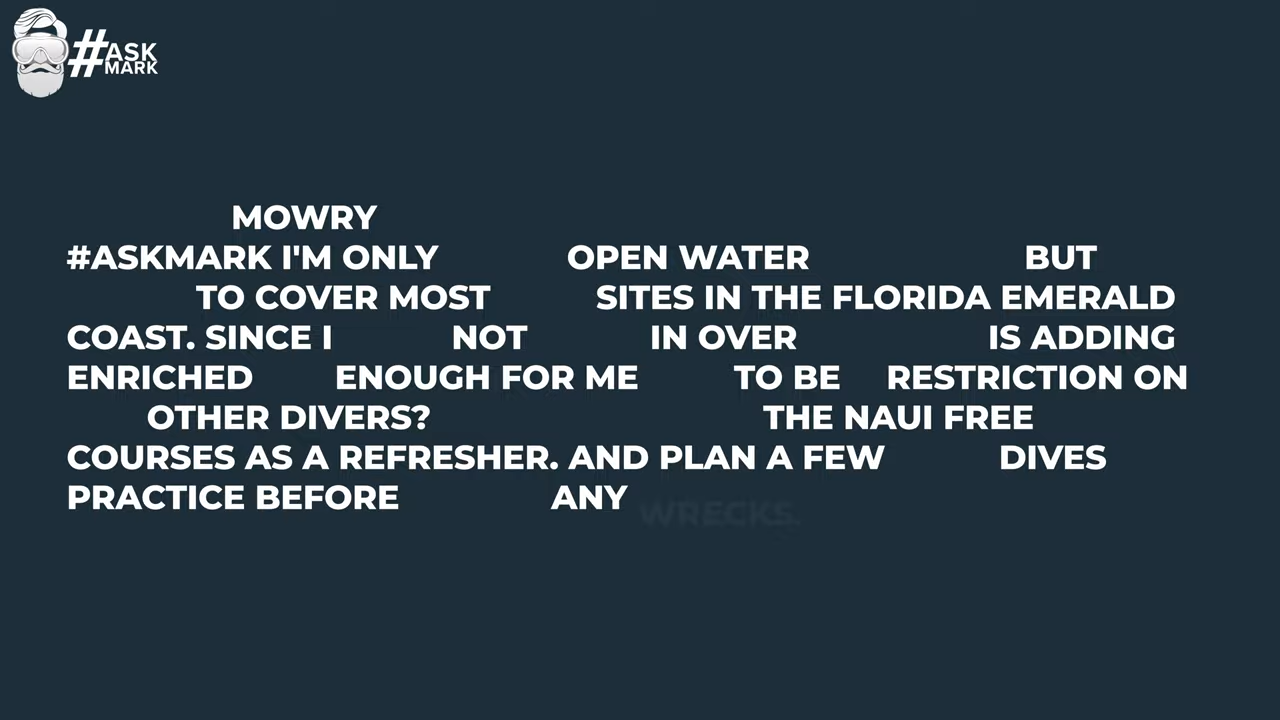 #ASK
MARK
MOWRY
#ASKMARK I'M ONLY OPEN WATER BUT
TO COVER MOST SITES IN THE FLORIDA EMERALD
COAST. SINCE I NOT IN OVER IS ADDING
ENRICHED ENOUGH FOR ME TO BE RESTRICTION ON
OTHER DIVERS? THE NAUI FREE
COURSES AS A REFRESHER. AND PLAN A FEW DIVES
PRACTICE BEFORE ANY WRECKS.